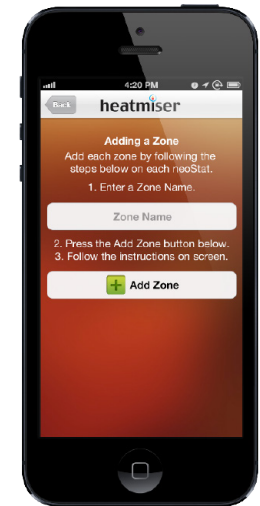 4:20 PM
Back
heatmiser
Adding a Zone
Add each zone by following the
steps below on each neoStat.
1. Enter a Zone Name.
Zone Name
2. Press the Add Zone button below.
3. Follow the instructions on screen.
Add Zone